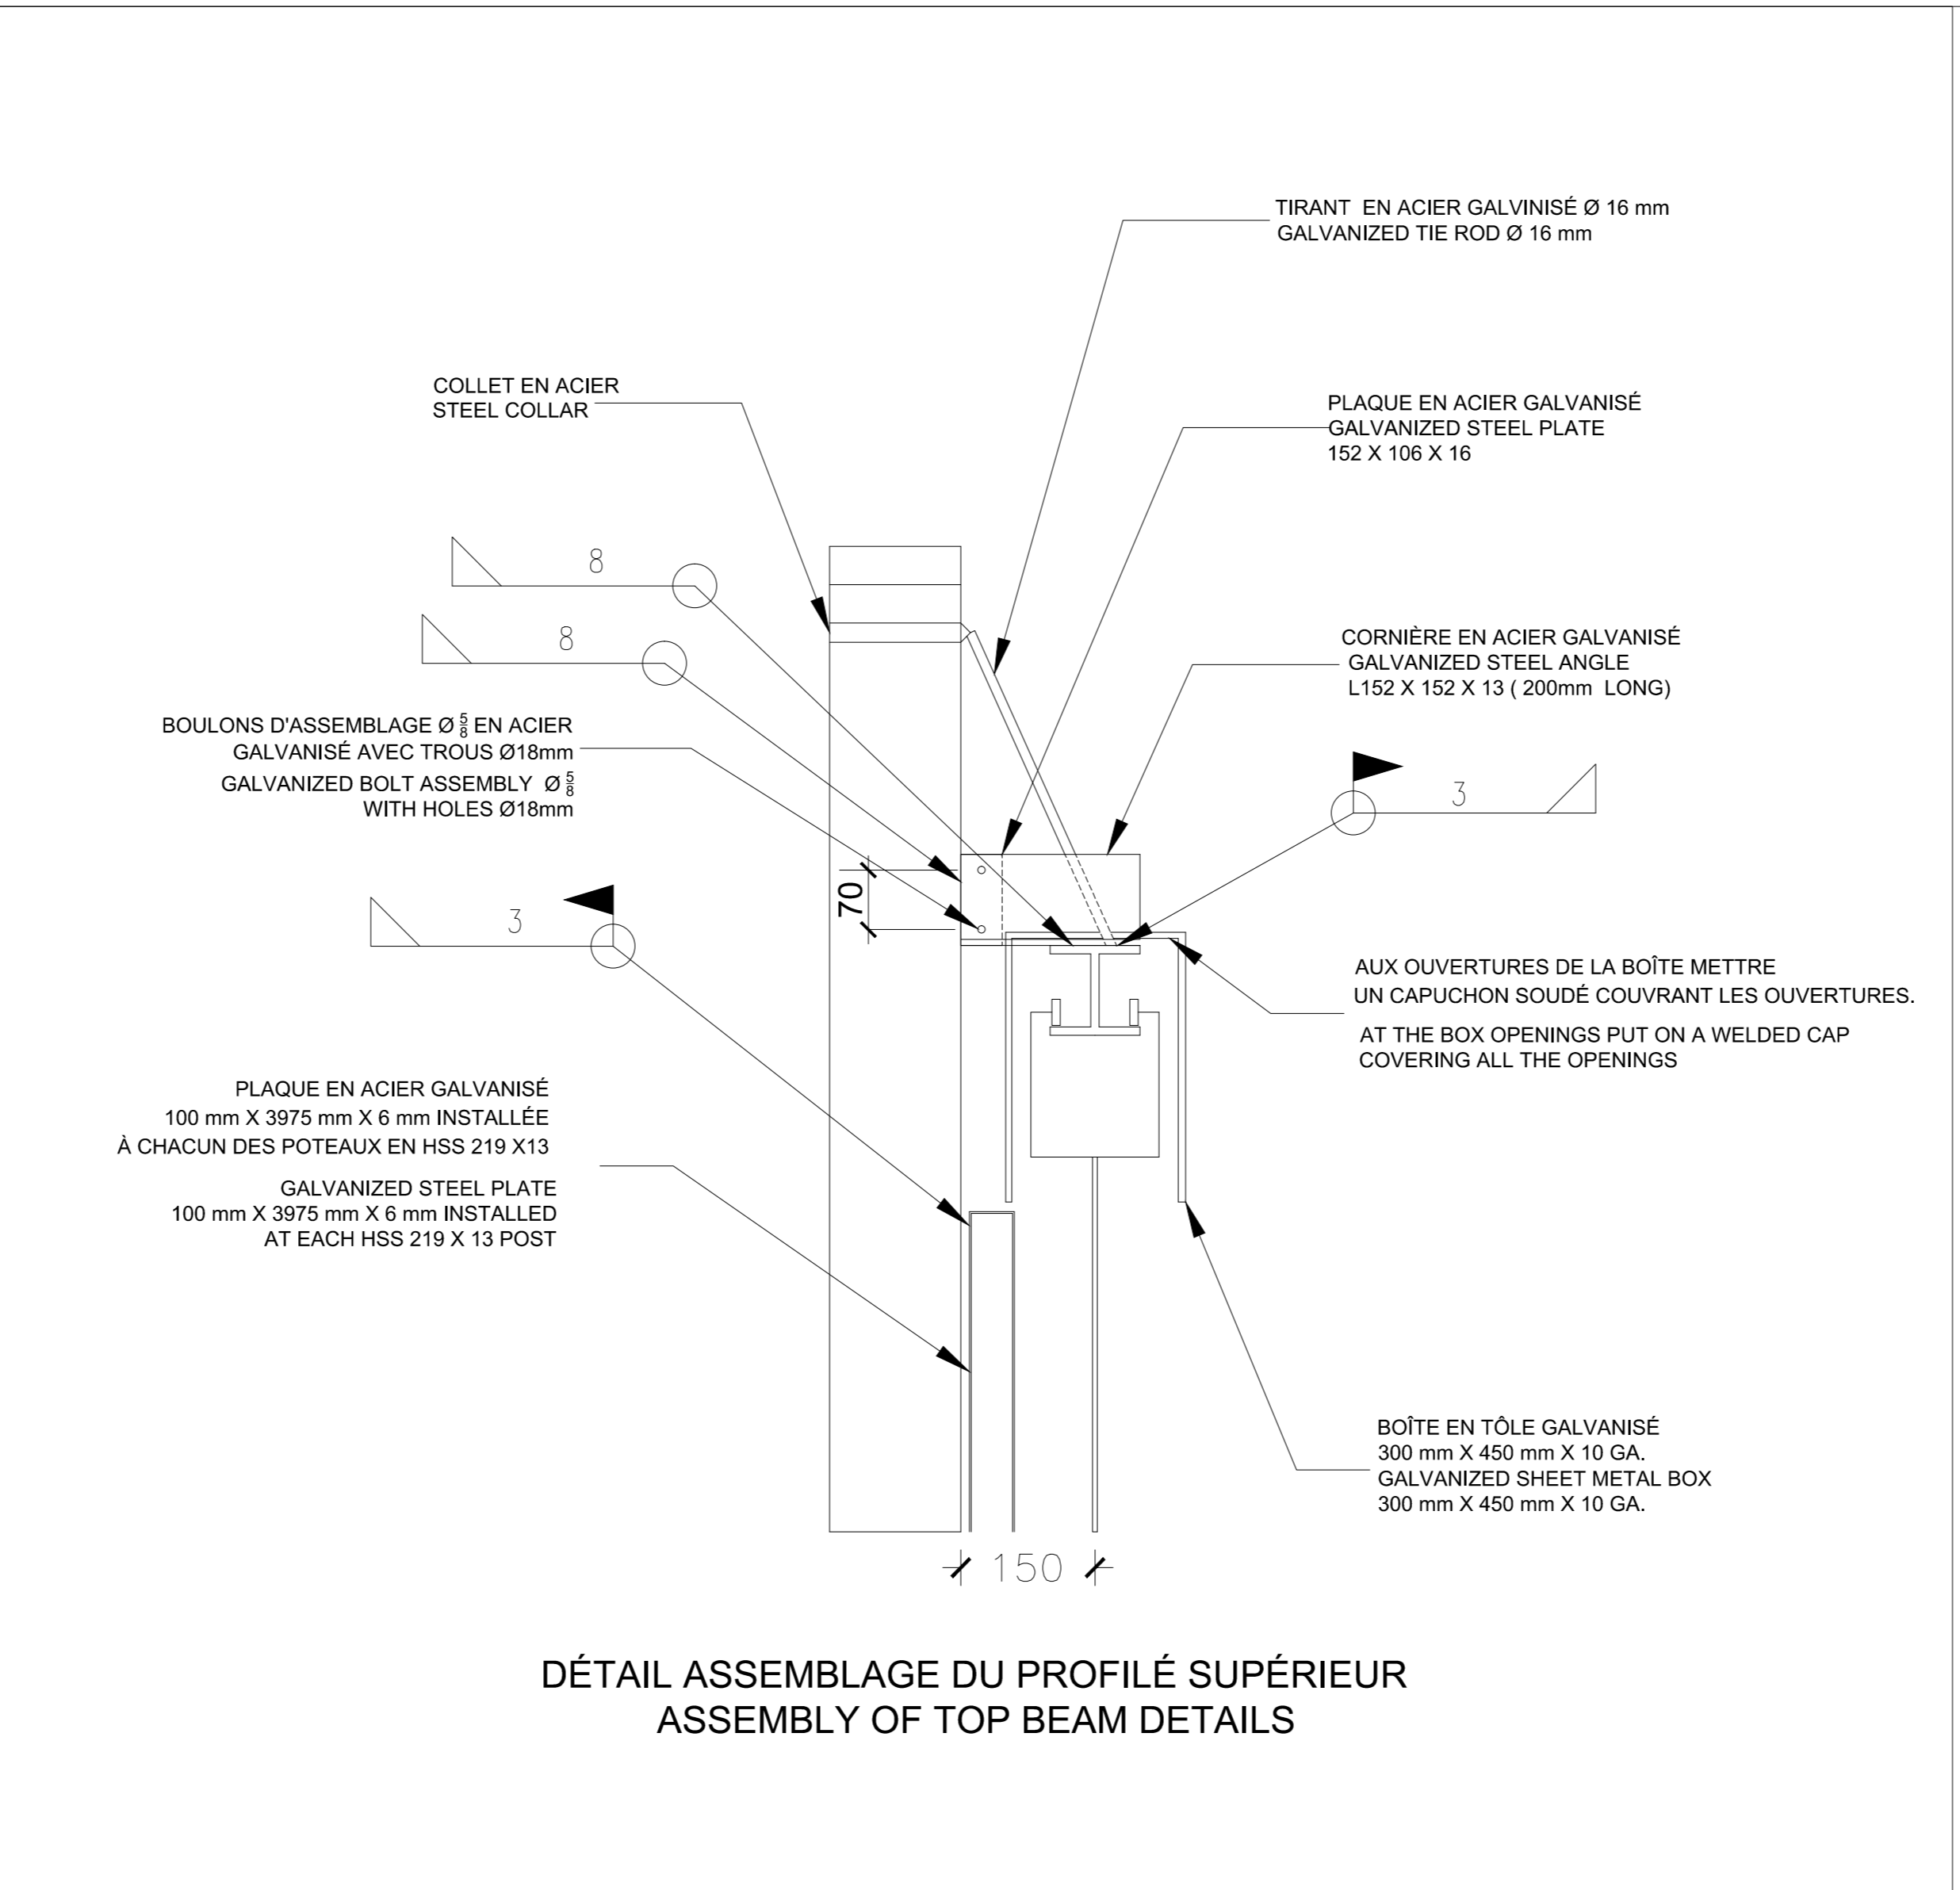 TIRANT EN ACIER GALVINISÉ Ø 16 mm
GALVANIZED TIE ROD Ø 16 mm
COLLET EN ACIER
STEEL COLLAR
PLAQUE EN ACIER GALVANISÉ
GALVANIZED STEEL PLATE
152 X 106 X 16
8
8
CORNIÈRE EN ACIER GALVANISÉ
GALVANIZED STEEL ANGLE
L152 X 152 X 13 ( 200mm LONG)
BOULONS D'ASSEMBLAGE Ø 5/8 EN ACIER
GALVANISÉ AVEC TROUS Ø18mm
GALVANIZED BOLT ASSEMBLY Ø 5/8
WITH HOLES Ø18mm
3
70
3
AUX OUVERTURES DE LA BOÎTE METTRE
UN CAPUCHON SOUDÉ COUVRANT LES OUVERTURES.
AT THE BOX OPENINGS PUT ON A WELDED CAP
COVERING ALL THE OPENINGS
PLAQUE EN ACIER GALVANISÉ
100 mm X 3975 mm X 6 mm INSTALLÉE
À CHACUN DES POTEAUX EN HSS 219 X13
GALVANIZED STEEL PLATE
100 mm X 3975 mm X 6 mm INSTALLED
AT EACH HSS 219 X 13 POST
BOÎTE EN TÔLE GALVANISÉ
300 mm X 450 mm X 10 GA.
GALVANIZED SHEET METAL BOX
300 mm X 450 mm X 10 GA.
150
DÉTAIL ASSEMBLAGE DU PROFILÉ SUPÉRIEUR
ASSEMBLY OF TOP BEAM DETAILS